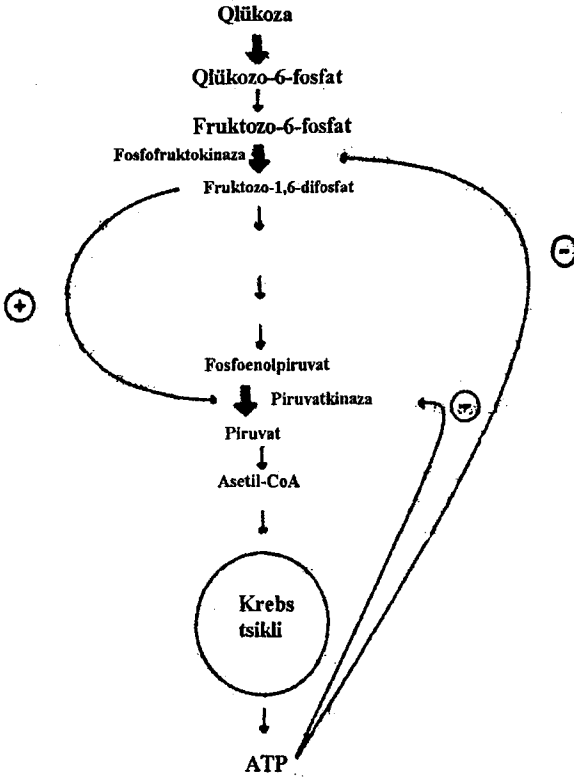 Qlükoza
Qlükozo-6-fosfat
Fruktozo-6-fosfat
Fosfofruktokinaza
Fruktozo-1,6-difosfat
-
+
Fosfoenolpiruvat
Piruvatkinaza
-
Piruvat
Asetil-CoA
Krebs
tsikli
ATP